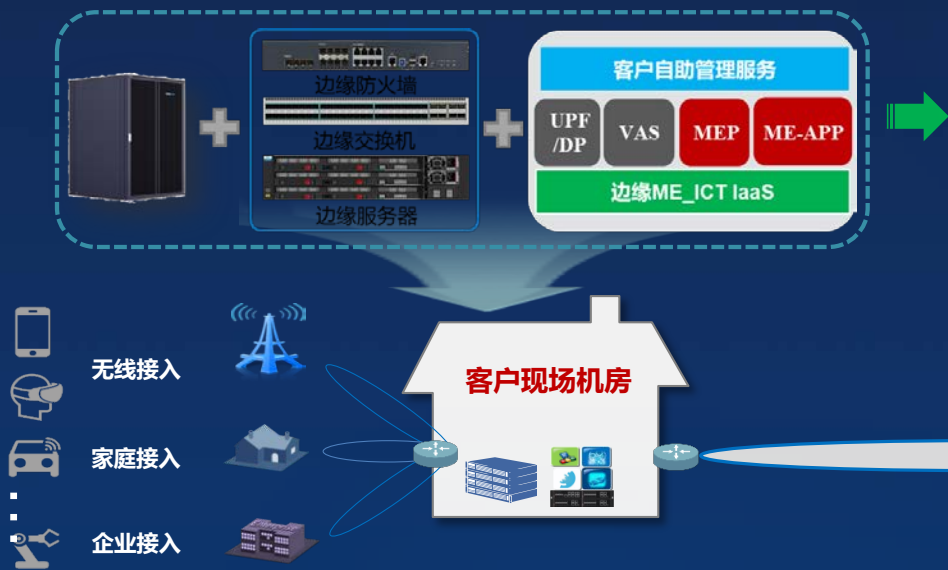 边缘防火墙
边缘交换机
边缘服务器
客户自助管理服务
UPF
/DP
VAS
MEP
ME-APP
边缘ME_ICT IaaS
无线接入
客户现场机房
家庭接入
企业接入